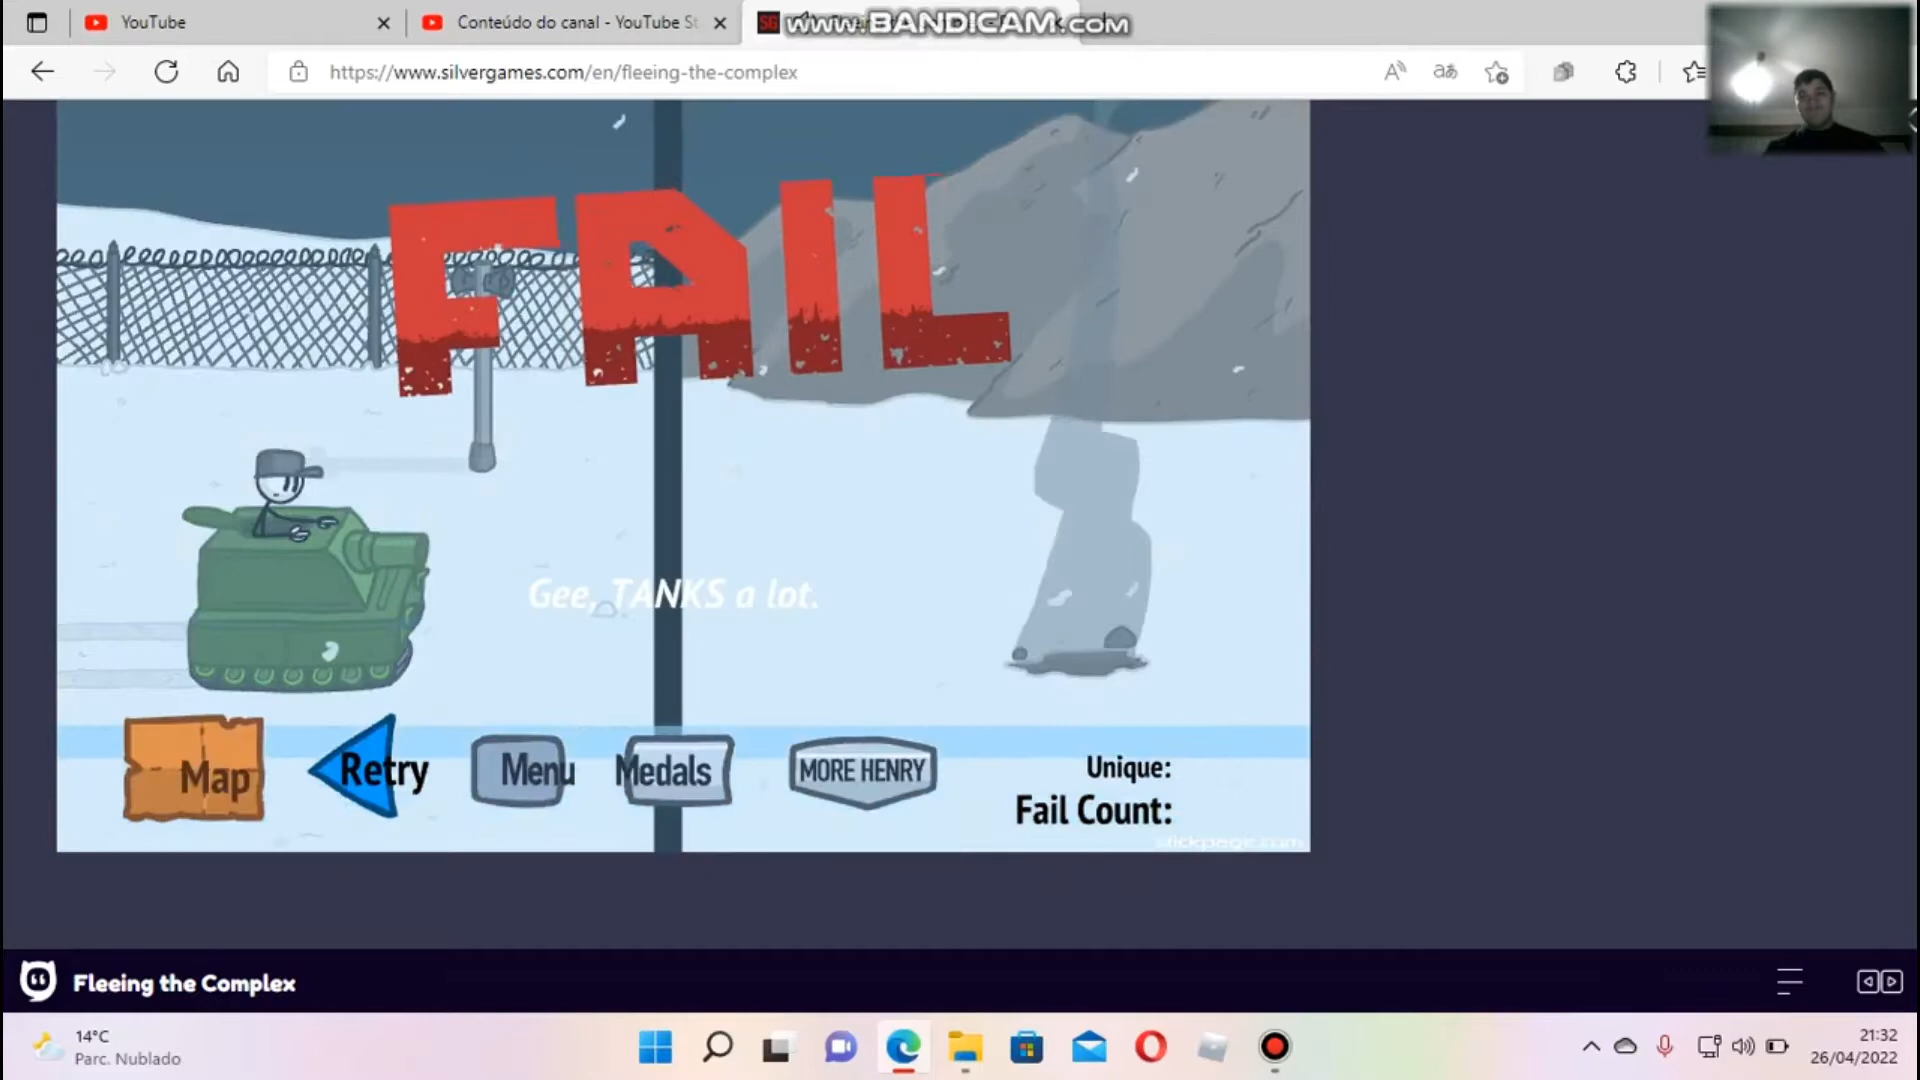 YouTube
Conteúdo do canal - YouTube St
www.BANDICAM.com
https://www.silvergames.com/en/fleeing-the-complex
FAIL
Gee, TANKS a lot.
Map
Retry
Menu
Medals
MORE HENRY
Unique:
Fail Count:
stickpage.com
Fleeing the Complex
14°C
Parc. Nublado
21:32
26/04/2022